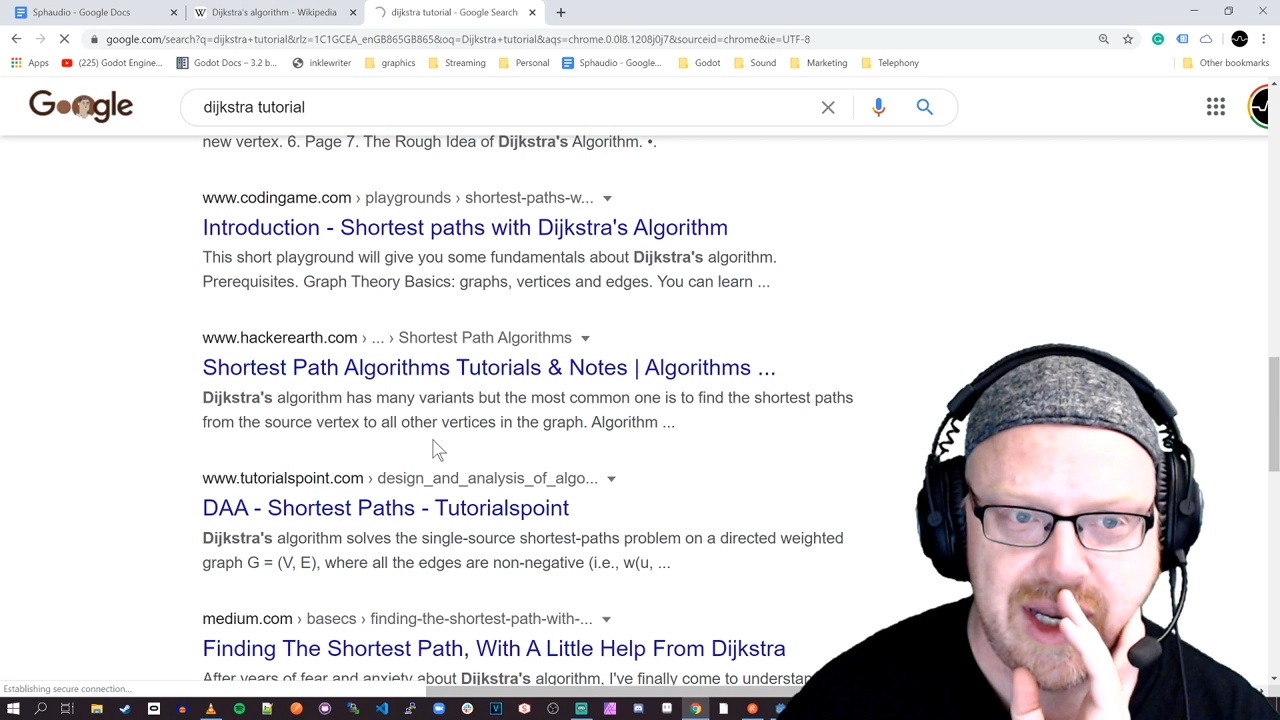 Sphaudio - Google Docs
Dijkstra's algorithm - Wikipedia
dijkstra tutorial - Google Search
google.com/search?q=dijkstra+tutorial&rlz=1C1GCEA_enGB865GB865&oq=Dijkstra+tutorial&aqs=chrome.0.0l8.1208j0j7&sourceid=chrome&ie=UTF-8
Apps
(225) Godot Engine...
Godot Docs – 3.2 b...
inklewriter
graphics
Streaming
Personal
Sphaudio - Google...
Godot
Sound
Marketing
Telephony
Other bookmarks
Google
dijkstra tutorial
new vertex. 6. Page 7. The Rough Idea of Dijkstra's Algorithm. •.
www.codingame.com › playgrounds › shortest-paths-w...
Introduction - Shortest paths with Dijkstra's Algorithm
This short playground will give you some fundamentals about Dijkstra's algorithm.
Prerequisites. Graph Theory Basics: graphs, vertices and edges. You can learn ...
www.hackerearth.com › ... › Shortest Path Algorithms
Shortest Path Algorithms Tutorials & Notes | Algorithms ...
Dijkstra's algorithm has many variants but the most common one is to find the shortest paths
from the source vertex to all other vertices in the graph. Algorithm ...
www.tutorialspoint.com › design_and_analysis_of_algo...
DAA - Shortest Paths - Tutorialspoint
Dijkstra's algorithm solves the single-source shortest-paths problem on a directed weighted
graph G = (V, E), where all the edges are non-negative (i.e., w(u, ...
medium.com › basecs › finding-the-shortest-path-with-...
Finding The Shortest Path, With A Little Help From Dijkstra
After years of fear and anxiety about Dijkstra's algorithm, I've finally come to understan
Establishing secure connection...